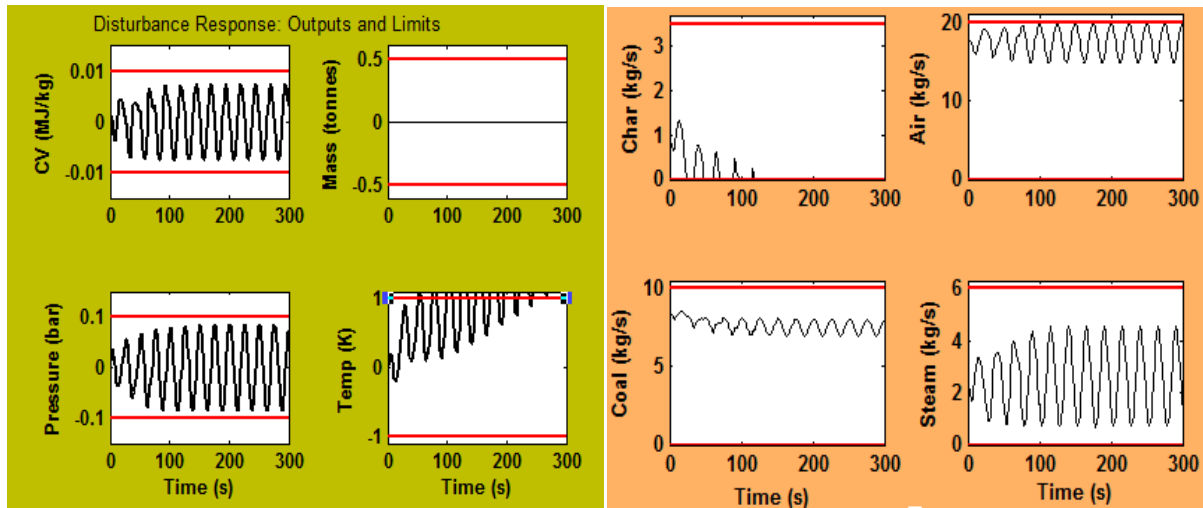 Disturbance Response: Outputs and Limits
CV (MJ/kg)
0.01
0
-0.01
0 100 200 300
Mass (tonnes)
0.5
0
-0.5
0 100 200 300
Pressure (bar)
0.1
0
-0.1
0 100 200 300
Time (s)
Temp (K)
1
0
-1
0 100 200 300
Time (s)
Char (kg/s)
3
2
1
0
0 100 200 300
Air (kg/s)
20
10
0
0 100 200 300
Coal (kg/s)
10
5
0
0 100 200 300
Time (s)
Steam (kg/s)
6
4
2
0
0 100 200 300
Time (s)